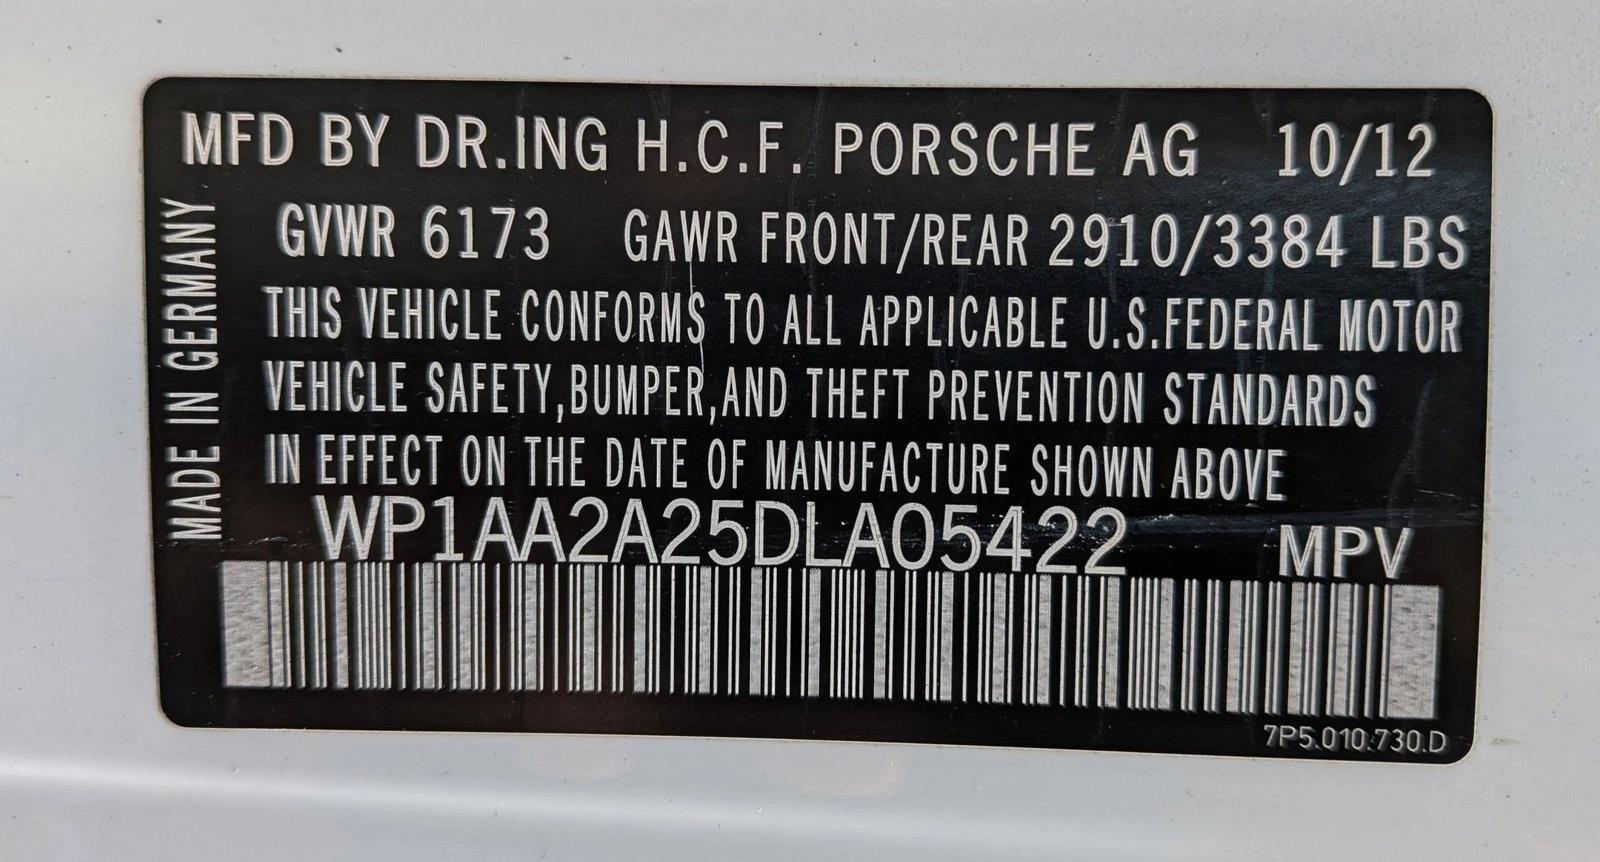 MFD BY DR.ING H.C.F. PORSCHE AG 10/12
GVWR 6173 GAWR FRONT/REAR 2910/3384 LBS
THIS VEHICLE CONFORMS TO ALL APPLICABLE U.S.FEDERAL MOTOR
VEHICLE SAFETY,BUMPER,AND THEFT PREVENTION STANDARDS
IN EFFECT ON THE DATE OF MANUFACTURE SHOWN ABOVE
WP1AA2A25DLA05422 MPV
MADE IN GERMANY
7P5.010.730.D